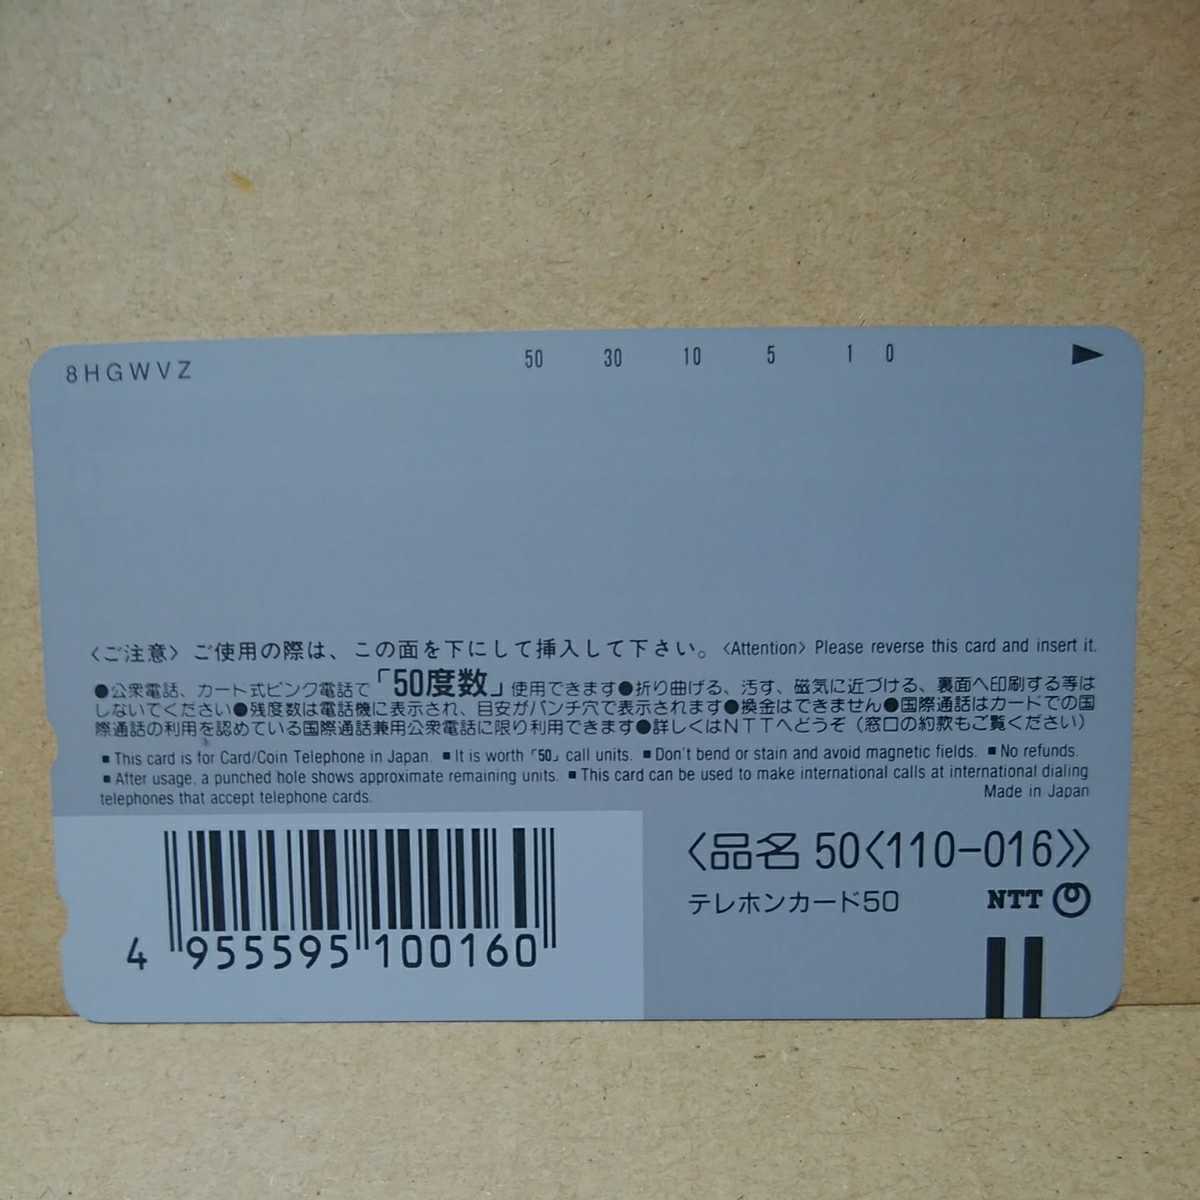 8HGWVZ 50 30 10 5 1 0
〈ご注意〉ご使用の際は、この面を下にして挿入して下さい。〈Attention〉Please reverse this card and insert it.
●公衆電話、カード式ピンク電話で「50度数」使用できます●折り曲げる、汚す、磁気に近づける、裏面へ印刷する等は
しないでください●残度数は電話機に表示され、目安がパンチ穴で表示されます●換金はできません●国際通話はカードでの国
際通話の利用を認めている国際通話兼用公衆電話に限り利用できます●詳しくはNTTへどうぞ(窓口の約款もご覧ください)
■This card is for Card/Coin Telephone in Japan. ■It is worth「50」call units. ■Don't bend or stain and avoid magnetic fields. ■No refunds.
■After usage, a punched hole shows approximate remaining units. ■This card can be used to make international calls at international dialing
telephones that accept telephone cards.
Made in Japan
〈品名 50〈110-016〉〉
テレホンカード50 NTT
4 955595 100160